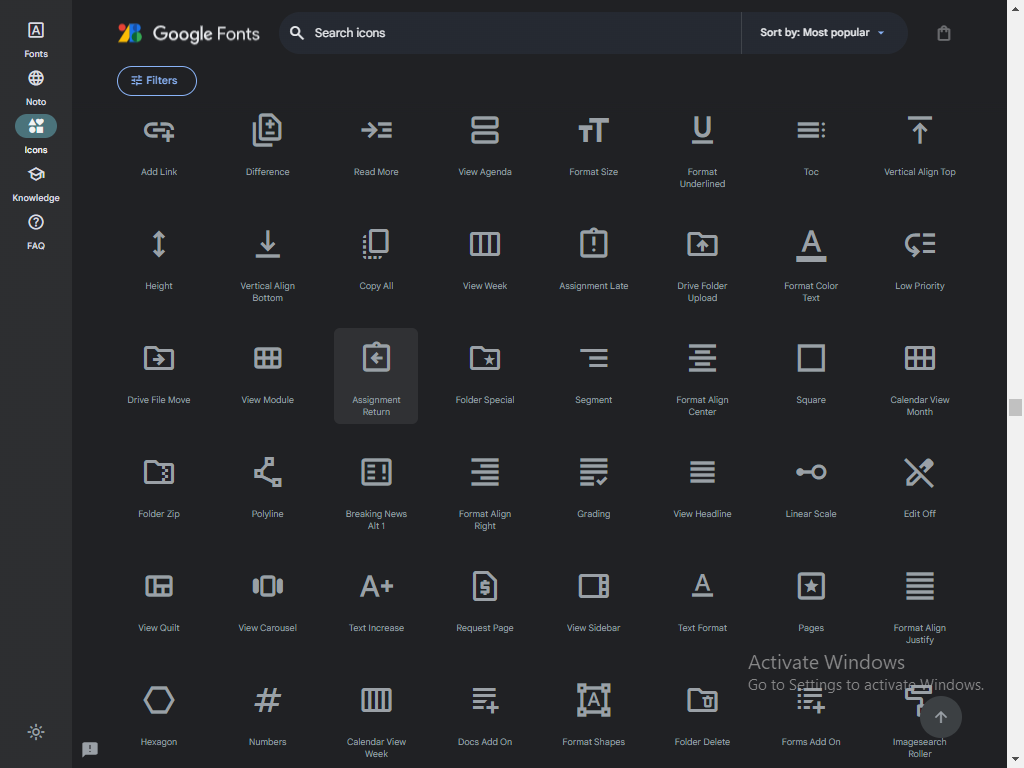 Fonts
Noto
Icons
Knowledge
FAQ
Google Fonts
Search icons
Sort by: Most popular
Filters
Add Link
Difference
Read More
View Agenda
Format Size
Format
Underlined
Toc
Vertical Align Top
Height
Vertical Align
Bottom
Copy All
View Week
Assignment Late
Drive Folder
Upload
Format Color
Text
Low Priority
Drive File Move
View Module
Assignment
Return
Folder Special
Segment
Format Align
Center
Square
Calendar View
Month
Folder Zip
Polyline
Breaking News
Alt 1
Format Align
Right
Grading
View Headline
Linear Scale
Edit Off
View Quilt
View Carousel
Text Increase
Request Page
View Sidebar
Text Format
Pages
Format Align
Justify
Activate Windows
Go to Settings to activate Windows.
Hexagon
Numbers
Calendar View
Week
Docs Add On
Format Shapes
Folder Delete
Forms Add On
Imagesearch
Roller